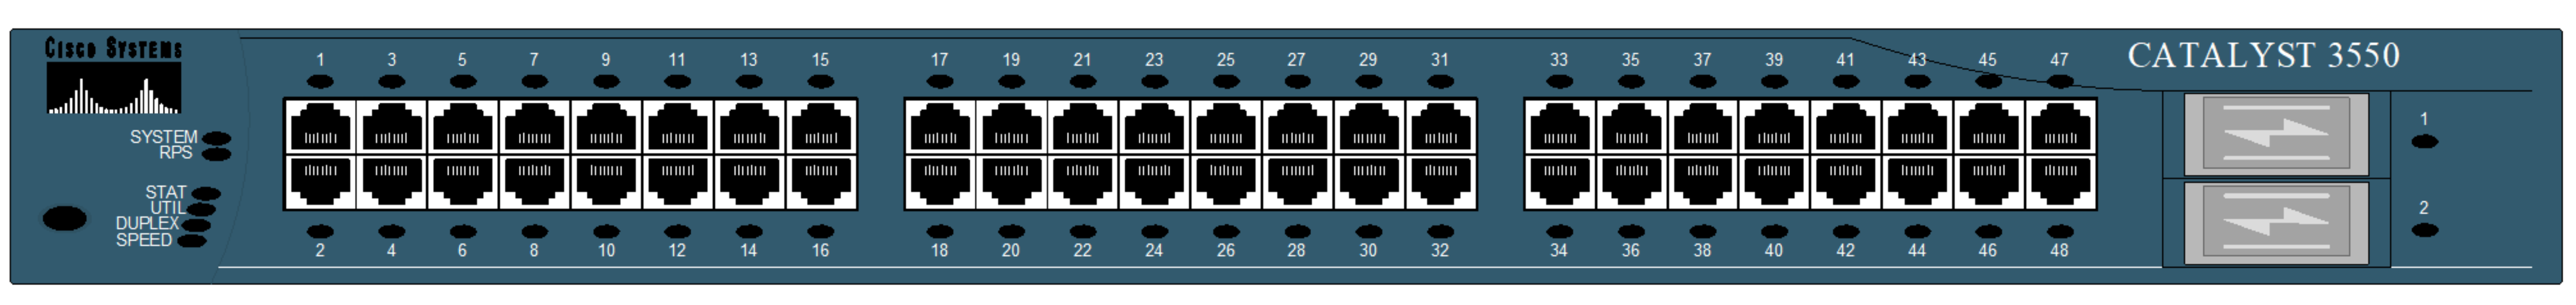 CISCO SYSTEMS
CATALYST 3550
1 3 5 7 9 11 13 15 17 19 21 23 25 27 29 31 33 35 37 39 41 43 45 47
SYSTEM
RPS
STAT
UTIL
DUPLEX
SPEED
2 4 6 8 10 12 14 16 18 20 22 24 26 28 30 32 34 36 38 40 42 44 46 48
1
2